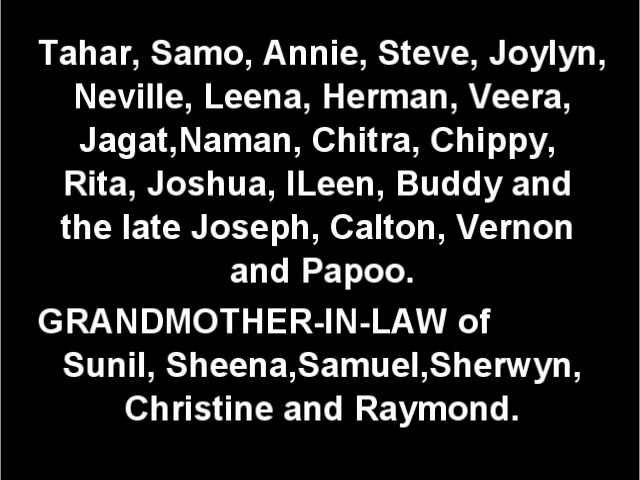 Tahar, Samo, Annie, Steve, Joylyn,
Neville, Leena, Herman, Veera,
Jagat,Naman, Chitra, Chippy,
Rita, Joshua, ILeen, Buddy and
the late Joseph, Calton, Vernon
and Papoo.
GRANDMOTHER-IN-LAW of
Sunil, Sheena,Samuel,Sherwyn,
Christine and Raymond.